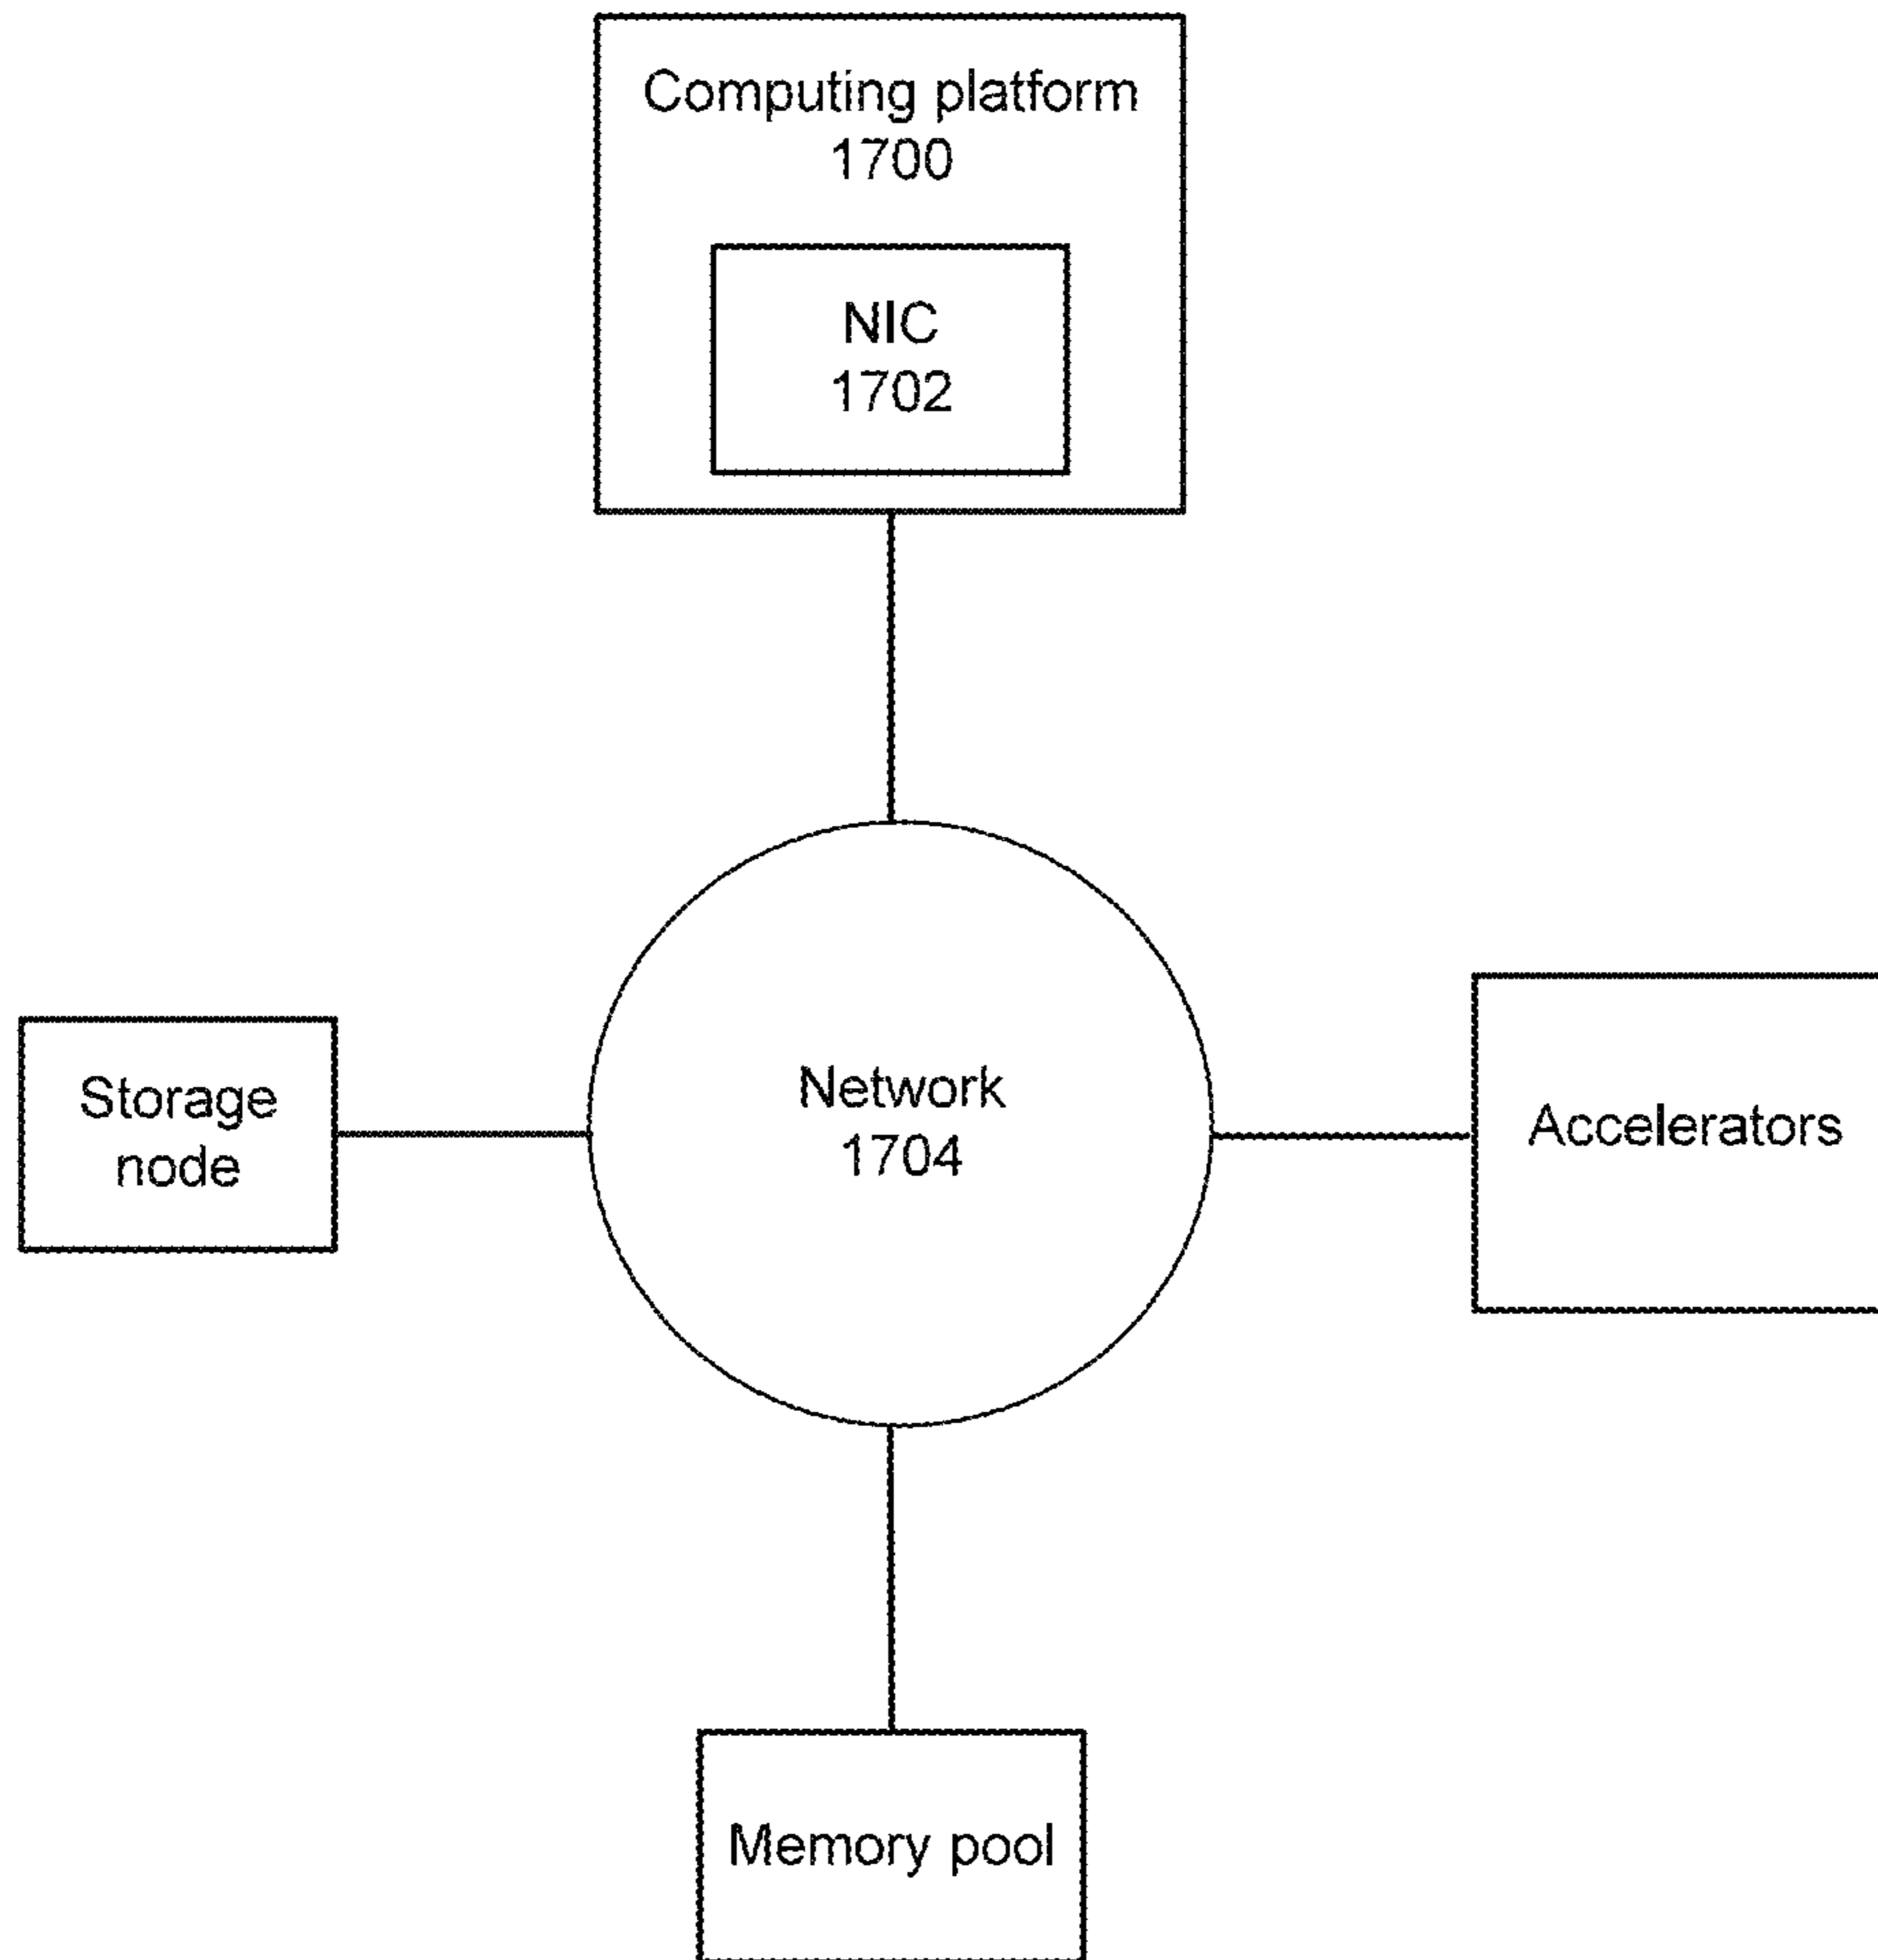 Computing platform
1700
NIC
1702
Storage
node
Network
1704
Accelerators
Memory pool